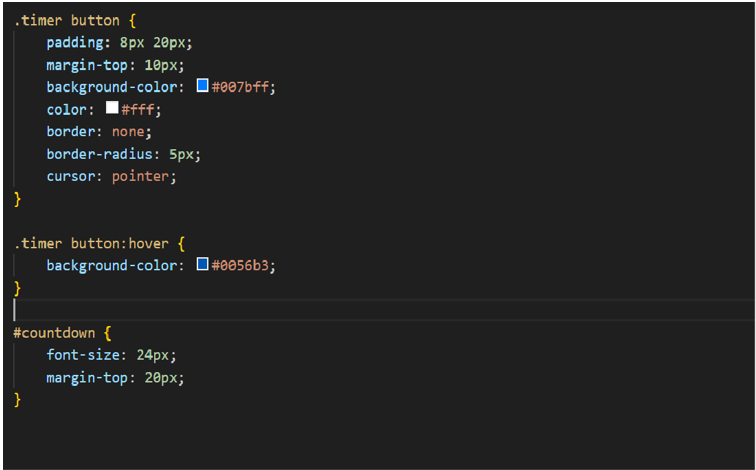 .timer button {
    padding: 8px 20px;
    margin-top: 10px;
    background-color: #007bff;
    color: #fff;
    border: none;
    border-radius: 5px;
    cursor: pointer;
}
.timer button:hover {
    background-color: #0056b3;
}
#countdown {
    font-size: 24px;
    margin-top: 20px;
}